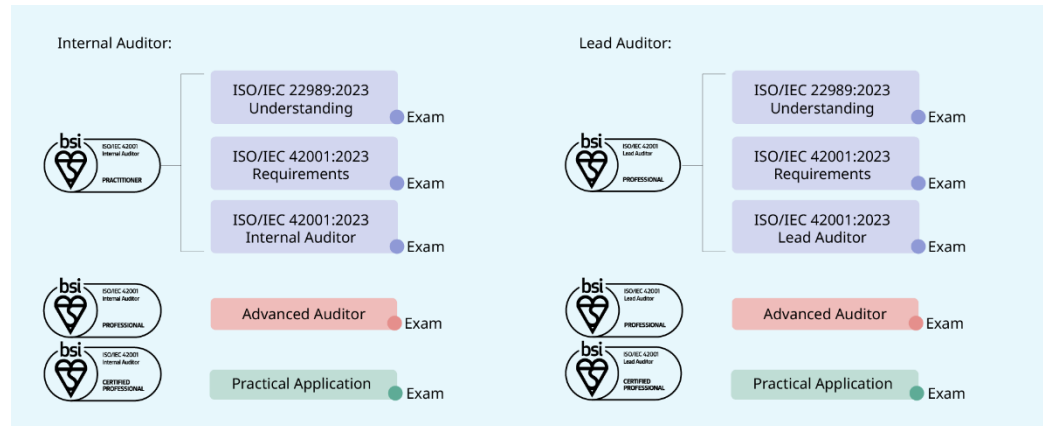 Internal Auditor:
ISO/IEC 22989:2023
Understanding
Exam
bsi
ISO/IEC 42001
Internal Auditor
PRACTITIONER
ISO/IEC 42001:2023
Requirements
Exam
ISO/IEC 42001:2023
Internal Auditor
Exam
bsi
ISO/IEC 42001
Internal Auditor
PROFESSIONAL
Advanced Auditor
Exam
bsi
ISO/IEC 42001
Internal Auditor
CERTIFIED
PROFESSIONAL
Practical Application
Exam
Lead Auditor:
ISO/IEC 22989:2023
Understanding
Exam
bsi
ISO/IEC 42001
Lead Auditor
PROFESSIONAL
ISO/IEC 42001:2023
Requirements
Exam
ISO/IEC 42001:2023
Lead Auditor
Exam
bsi
ISO/IEC 42001
Lead Auditor
PROFESSIONAL
Advanced Auditor
Exam
bsi
ISO/IEC 42001
Lead Auditor
CERTIFIED
PROFESSIONAL
Practical Application
Exam